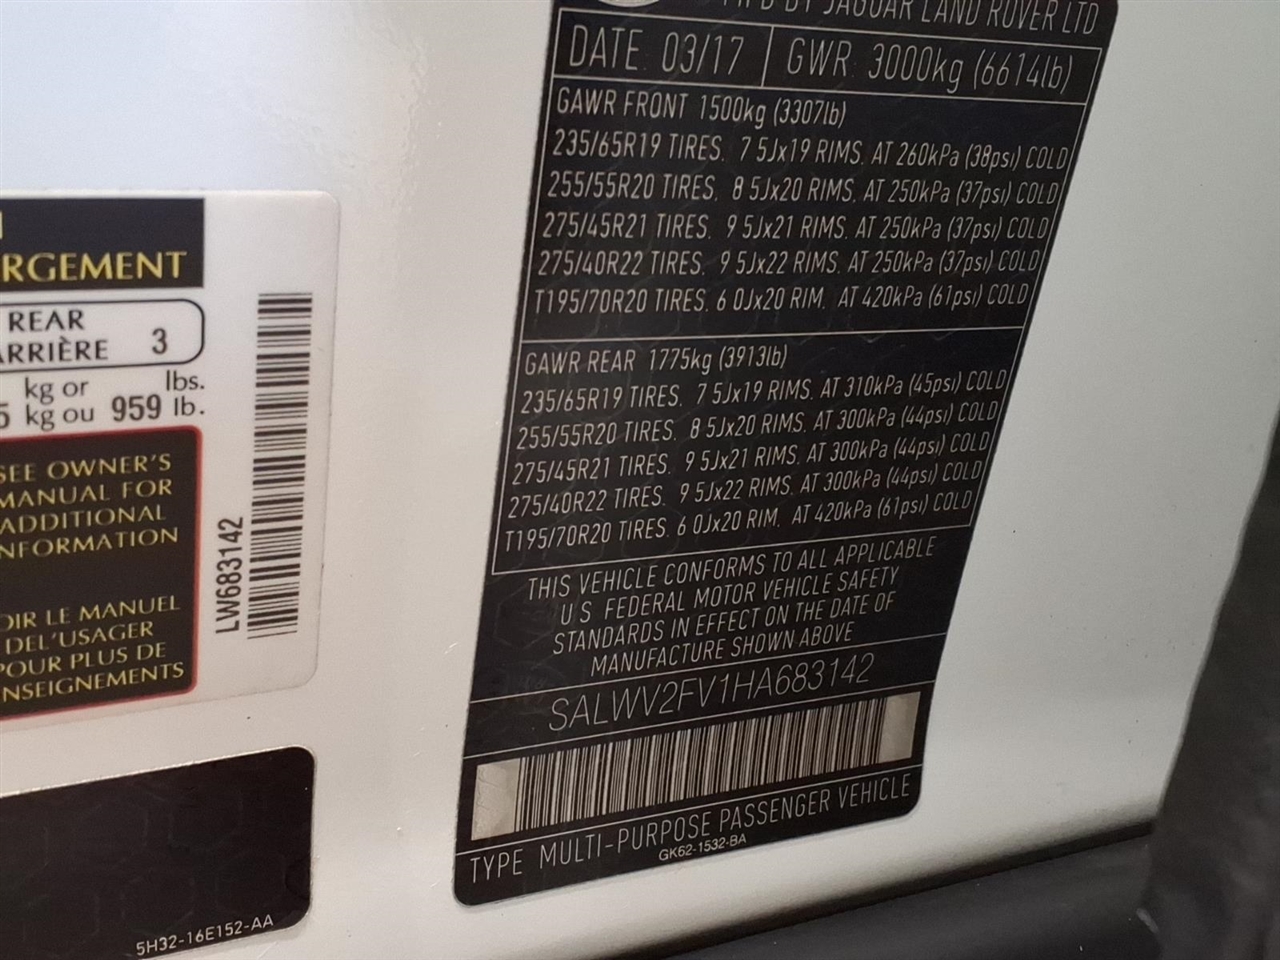 RGEMENT
REAR
ARRIÈRE 3
kg or lbs.
5 kg ou 959 lb.
SEE OWNER'S
MANUAL FOR
ADDITIONAL
INFORMATION
OIR LE MANUEL
DEL'USAGER
POUR PLUS DE
NSEIGNEMENTS
LW683142
5H32-16E152-AA
MFD BY JAGUAR LAND ROVER LTD
DATE. 03/17 GWR. 3000kg (6614lb)
GAWR FRONT 1500kg (3307lb)
235/65R19 TIRES. 7 5Jx19 RIMS. AT 260kPa (38psi) COLD
255/55R20 TIRES. 8 5Jx20 RIMS. AT 250kPa (37psi) COLD
275/45R21 TIRES. 9 5Jx21 RIMS. AT 250kPa (37psi) COLD
275/40R22 TIRES. 9 5Jx22 RIMS. AT 250kPa (37psi) COLD
T195/70R20 TIRES. 6 0Jx20 RIM. AT 420kPa (61psi) COLD
GAWR REAR 1775kg (3913lb)
235/65R19 TIRES. 7 5Jx19 RIMS. AT 310kPa (45psi) COLD
255/55R20 TIRES. 8 5Jx20 RIMS. AT 300kPa (44psi) COLD
275/45R21 TIRES. 9 5Jx21 RIMS. AT 300kPa (44psi) COLD
275/40R22 TIRES. 9 5Jx22 RIMS. AT 300kPa (44psi) COLD
T195/70R20 TIRES. 6 0Jx20 RIM. AT 420kPa (61psi) COLD
THIS VEHICLE CONFORMS TO ALL APPLICABLE
U S FEDERAL MOTOR VEHICLE SAFETY
STANDARDS IN EFFECT ON THE DATE OF
MANUFACTURE SHOWN ABOVE
SALWV2FV1HA683142
TYPE MULTI-PURPOSE PASSENGER VEHICLE
GK62-1532-BA